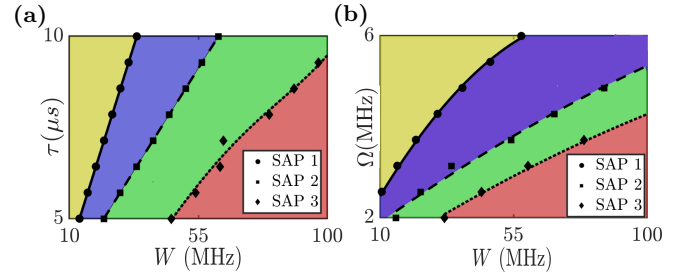 (a)
10
τ(μs)
5
SAP 1
SAP 2
SAP 3
10
55
100
W (MHz)
(b)
6
Ω(MHz)
2
SAP 1
SAP 2
SAP 3
10
55
100
W (MHz)